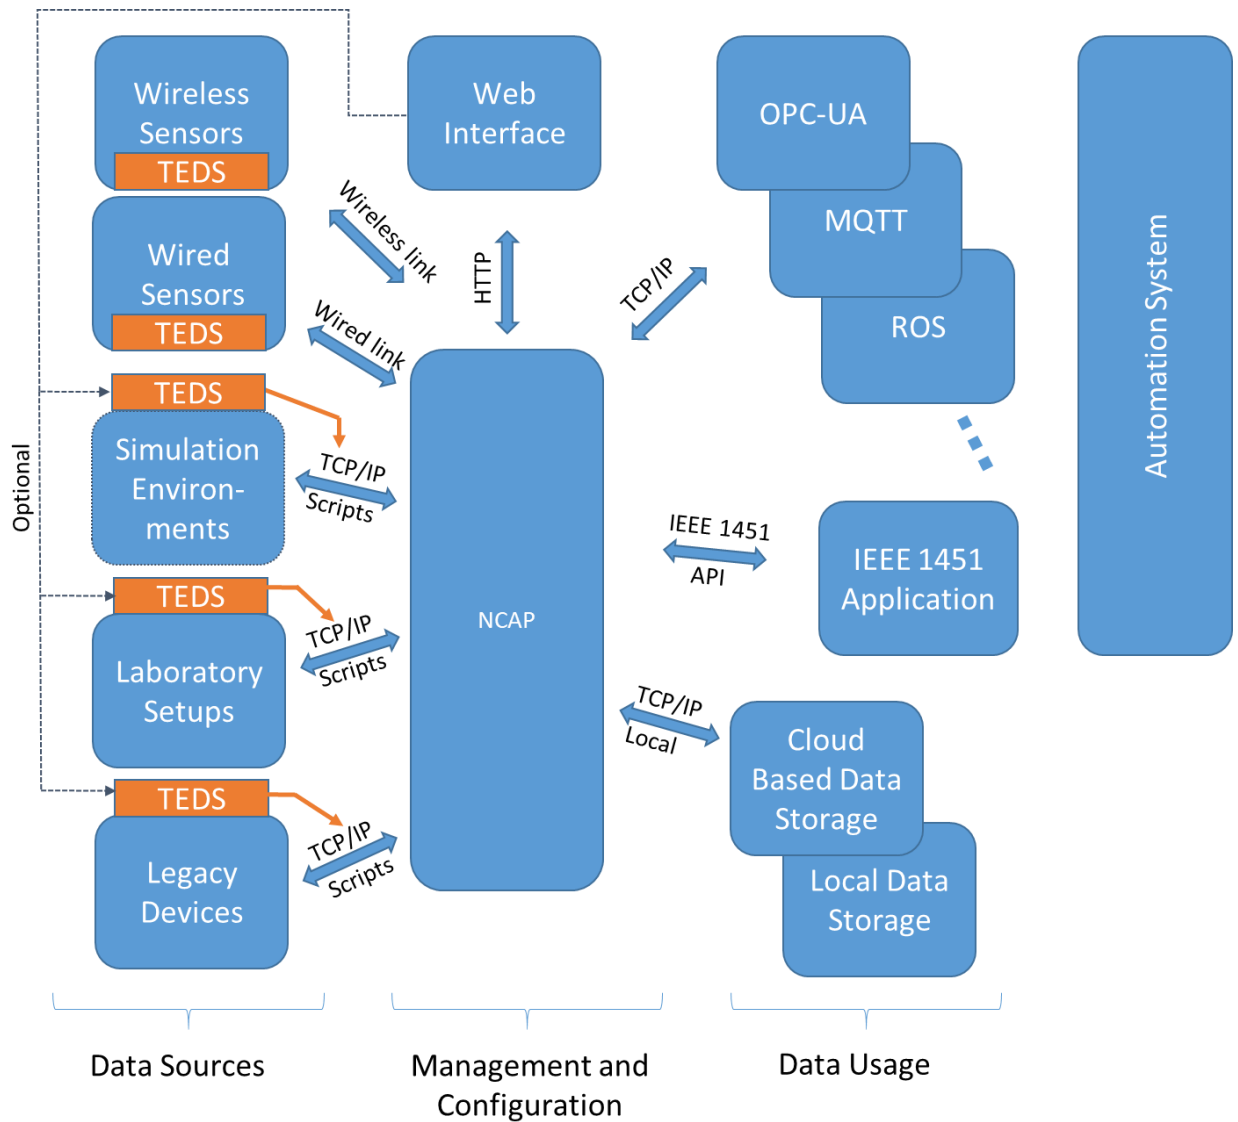 Wireless
Sensors
TEDS
Wired
Sensors
TEDS
TEDS
Simulation
Environ-
ments
TEDS
Laboratory
Setups
TEDS
Legacy
Devices
Optional
Web
Interface
Wireless link
Wired link
HTTP
TCP/IP
Scripts
TCP/IP
Scripts
TCP/IP
Scripts
NCAP
TCP/IP
IEEE 1451
API
TCP/IP
Local
OPC-UA
MQTT
ROS
IEEE 1451
Application
Cloud
Based Data
Storage
Local Data
Storage
Automation System
Data Sources
Management and
Configuration
Data Usage